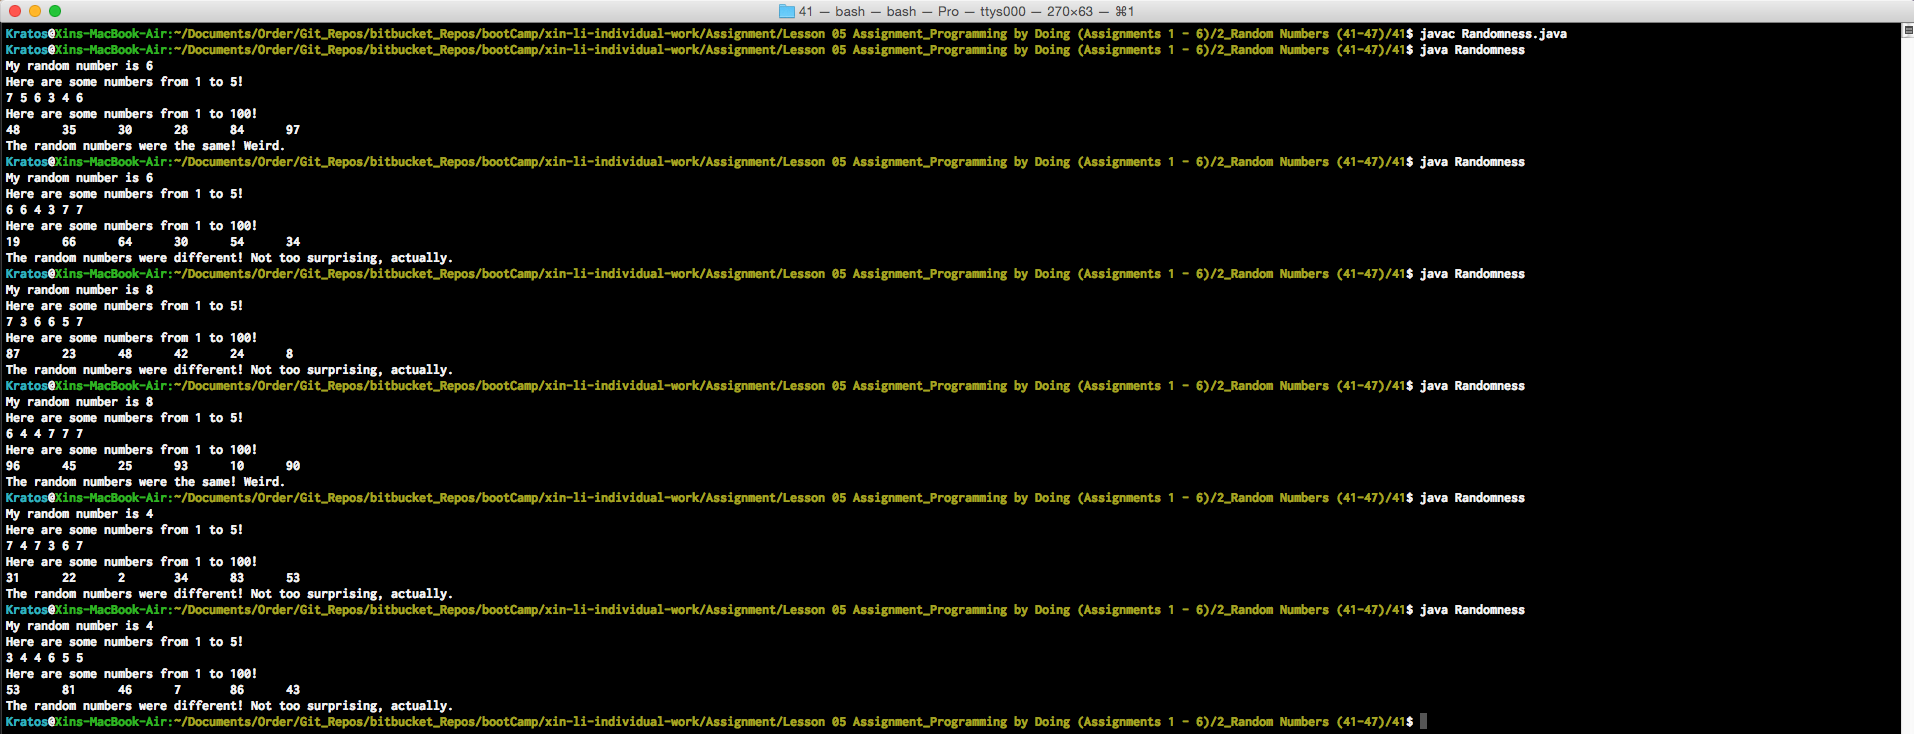 41 — bash — bash — Pro — ttys000 — 270×63 — ⌘1
Kratos@Xins-MacBook-Air:~/Documents/Order/Git_Repos/bitbucket_Repos/bootCamp/xin-li-individual-work/Assignment/Lesson 05 Assignment_Programming by Doing (Assignments 1 - 6)/2_Random Numbers (41-47)/41$ javac Randomness.java
Kratos@Xins-MacBook-Air:~/Documents/Order/Git_Repos/bitbucket_Repos/bootCamp/xin-li-individual-work/Assignment/Lesson 05 Assignment_Programming by Doing (Assignments 1 - 6)/2_Random Numbers (41-47)/41$ java Randomness
My random number is 6
Here are some numbers from 1 to 5!
7 5 6 3 4 6
Here are some numbers from 1 to 100!
48 35 30 28 84 97
The random numbers were the same! Weird.
Kratos@Xins-MacBook-Air:~/Documents/Order/Git_Repos/bitbucket_Repos/bootCamp/xin-li-individual-work/Assignment/Lesson 05 Assignment_Programming by Doing (Assignments 1 - 6)/2_Random Numbers (41-47)/41$ java Randomness
My random number is 6
Here are some numbers from 1 to 5!
6 6 4 3 7 7
Here are some numbers from 1 to 100!
19 66 64 30 54 34
The random numbers were different! Not too surprising, actually.
Kratos@Xins-MacBook-Air:~/Documents/Order/Git_Repos/bitbucket_Repos/bootCamp/xin-li-individual-work/Assignment/Lesson 05 Assignment_Programming by Doing (Assignments 1 - 6)/2_Random Numbers (41-47)/41$ java Randomness
My random number is 8
Here are some numbers from 1 to 5!
7 3 6 6 5 7
Here are some numbers from 1 to 100!
87 23 48 42 24 8
The random numbers were different! Not too surprising, actually.
Kratos@Xins-MacBook-Air:~/Documents/Order/Git_Repos/bitbucket_Repos/bootCamp/xin-li-individual-work/Assignment/Lesson 05 Assignment_Programming by Doing (Assignments 1 - 6)/2_Random Numbers (41-47)/41$ java Randomness
My random number is 8
Here are some numbers from 1 to 5!
6 4 4 7 7 7
Here are some numbers from 1 to 100!
96 45 25 93 10 90
The random numbers were the same! Weird.
Kratos@Xins-MacBook-Air:~/Documents/Order/Git_Repos/bitbucket_Repos/bootCamp/xin-li-individual-work/Assignment/Lesson 05 Assignment_Programming by Doing (Assignments 1 - 6)/2_Random Numbers (41-47)/41$ java Randomness
My random number is 4
Here are some numbers from 1 to 5!
7 4 7 3 6 7
Here are some numbers from 1 to 100!
31 22 2 34 83 53
The random numbers were different! Not too surprising, actually.
Kratos@Xins-MacBook-Air:~/Documents/Order/Git_Repos/bitbucket_Repos/bootCamp/xin-li-individual-work/Assignment/Lesson 05 Assignment_Programming by Doing (Assignments 1 - 6)/2_Random Numbers (41-47)/41$ java Randomness
My random number is 4
Here are some numbers from 1 to 5!
3 4 4 6 5 5
Here are some numbers from 1 to 100!
53 81 46 7 86 43
The random numbers were different! Not too surprising, actually.
Kratos@Xins-MacBook-Air:~/Documents/Order/Git_Repos/bitbucket_Repos/bootCamp/xin-li-individual-work/Assignment/Lesson 05 Assignment_Programming by Doing (Assignments 1 - 6)/2_Random Numbers (41-47)/41$